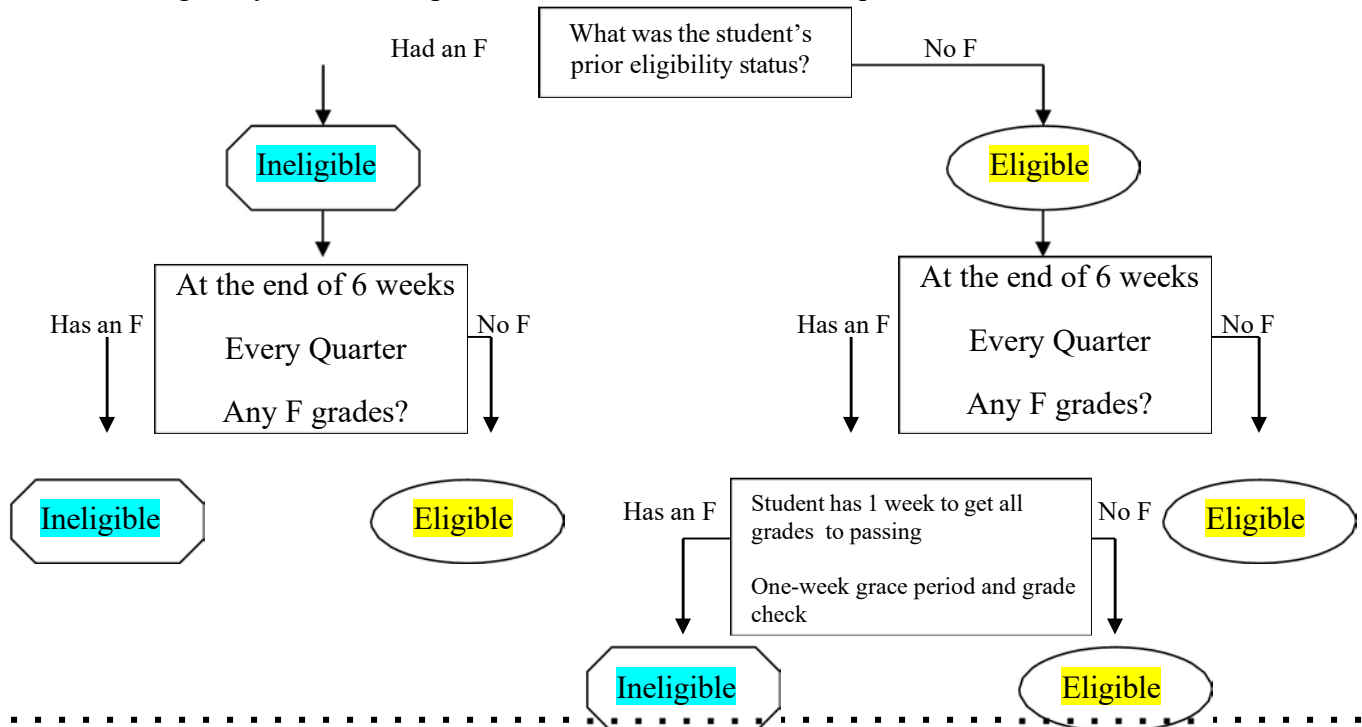 What was the student's
Had an F
prior eligibility status?
No F
Ineligible
Eligible
At the end of 6 weeks
Has an F
No F
Every Quarter
Any F grades?
At the end of 6 weeks
Has an F
No F
Every Quarter
Any F grades?
Ineligible
Eligible
Has an F
Student has 1 week to get all
grades to passing
One-week grace period and grade
check
No F
Eligible
Ineligible
Eligible